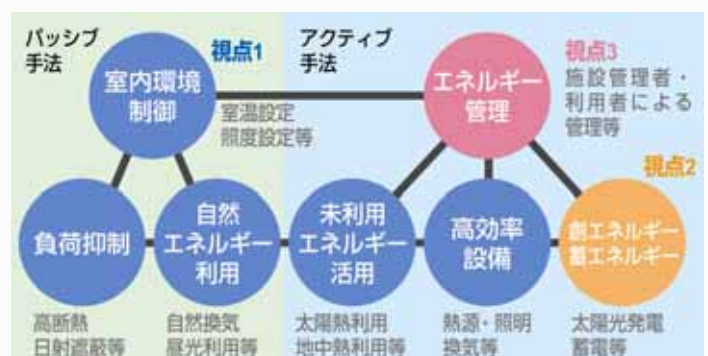 パッシブ
手法
視点1
室内環境
制御
室温設定
照度設定等
アクティブ
手法
エネルギー
管理
視点3
施設管理者・
利用者による
管理等
視点2
負荷抑制
高断熱
日射遮蔽等
自然
エネルギー
利用
自然換気
昼光利用等
未利用
エネルギー
活用
太陽熱利用
地中熱利用等
高効率
設備
熱源・照明
換気等
創エネルギー
蓄エネルギー
太陽光発電
蓄電等